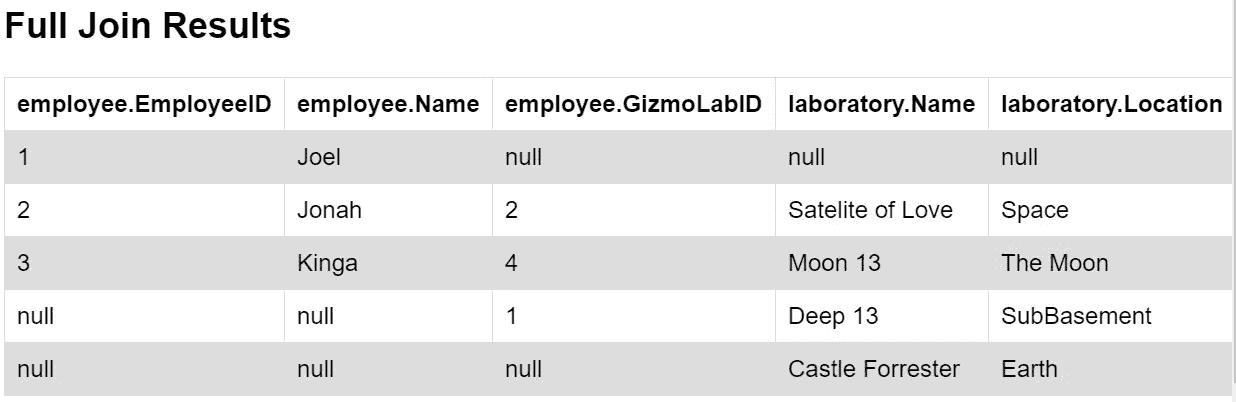 Full Join Results
employee.EmployeeID employee.Name employee.GizmoLabID laboratory.Name laboratory.Location
1 Joel null null null
2 Jonah 2 Satelite of Love Space
3 Kinga 4 Moon 13 The Moon
null null 1 Deep 13 SubBasement
null null null Castle Forrester Earth